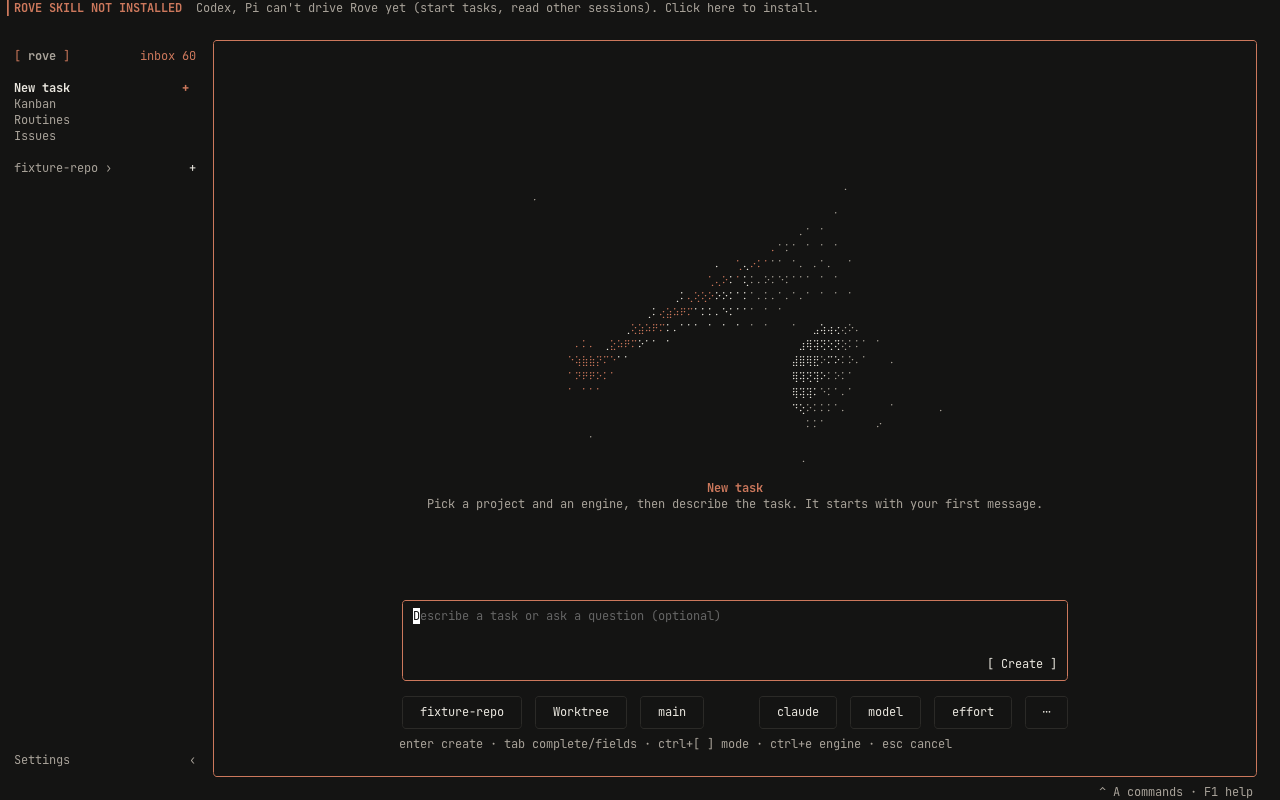 ROVE SKILL NOT INSTALLED  Codex, Pi can't drive Rove yet (start tasks, read other sessions). Click here to install.
[ rove ]  inbox 60
New task  +
Kanban
Routines
Issues
fixture-repo ›  +
New task
Pick a project and an engine, then describe the task. It starts with your first message.
Describe a task or ask a question (optional)
[ Create ]
fixture-repo  Worktree  main  claude  model  effort  ⋯
enter create · tab complete/fields · ctrl+[ ] mode · ctrl+e engine · esc cancel
Settings  ‹
^ A commands · F1 help